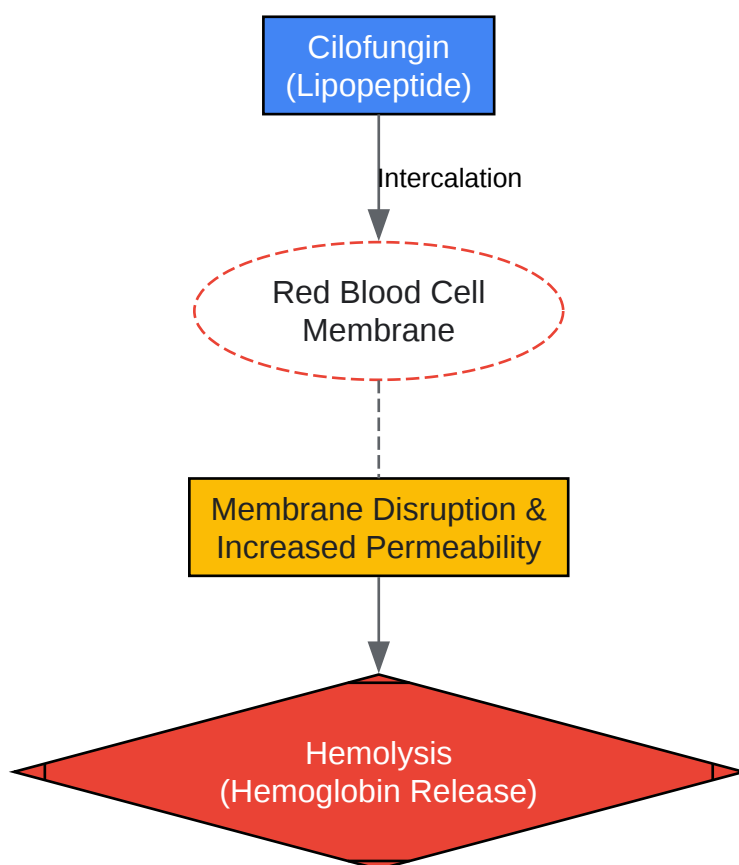 Cilofungin
(Lipopeptide)
Intercalation
Red Blood Cell
Membrane
Membrane Disruption &
Increased Permeability
Hemolysis
(Hemoglobin Release)